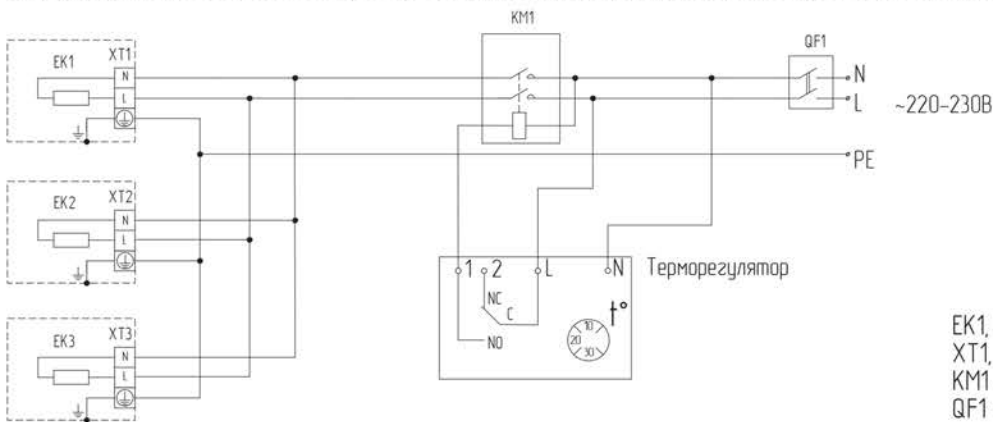 KM1
QF1
EK1
XT1
N
L
N
L
~220-230В
PE
EK2
XT2
N
L
1 2 L N
Терморегулятор
NC
C
NO
t°
10
20
30
EK3
XT3
N
L
EK1,
XT1,
KM1
QF1